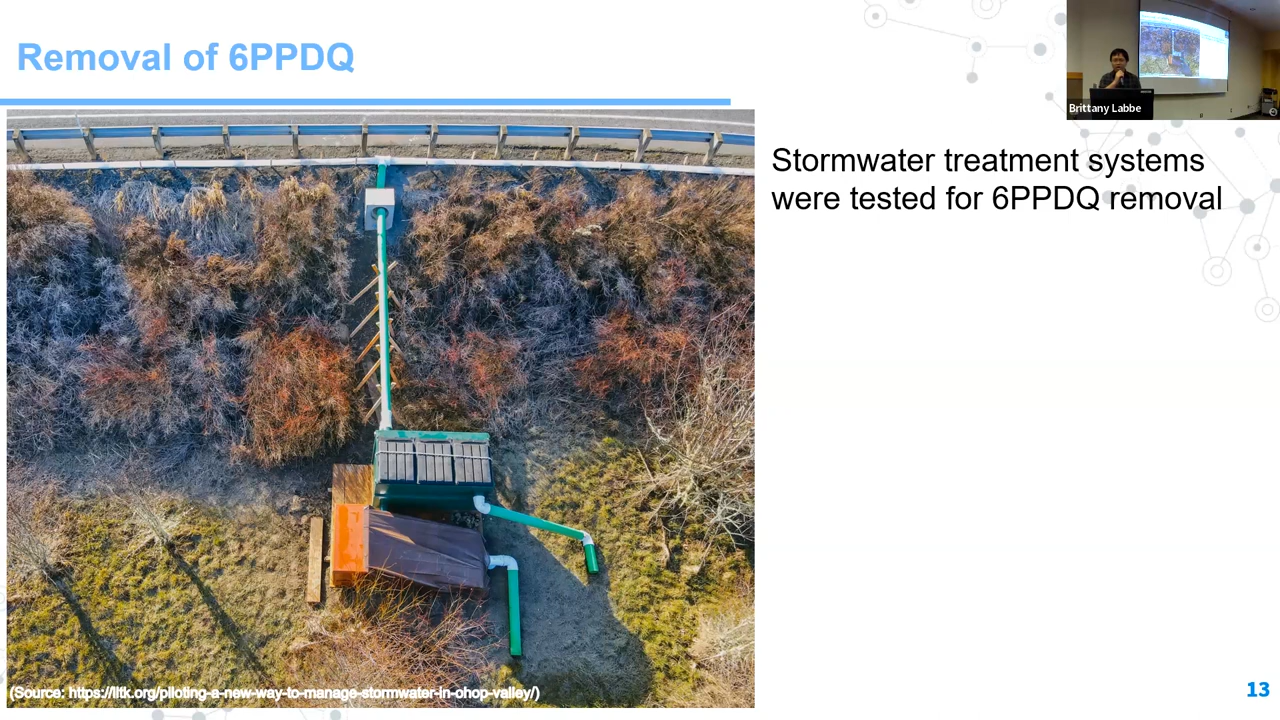 Removal of 6PPDQ
Brittany Labbe
Stormwater treatment systems
were tested for 6PPDQ removal
(Source: https://iltk.org/piloting-a-new-way-to-manage-stormwater-in-ohop-valley/)
13